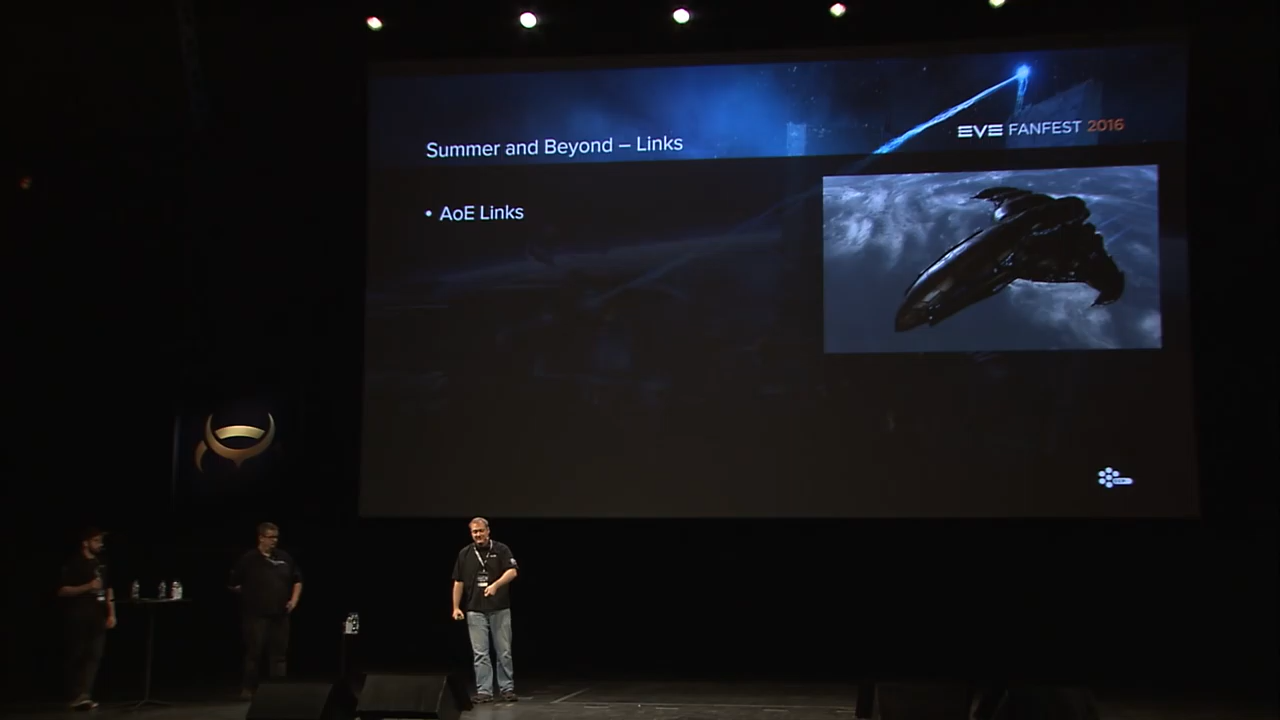 EVE FANFEST 2016
Summer and Beyond – Links
• AoE Links